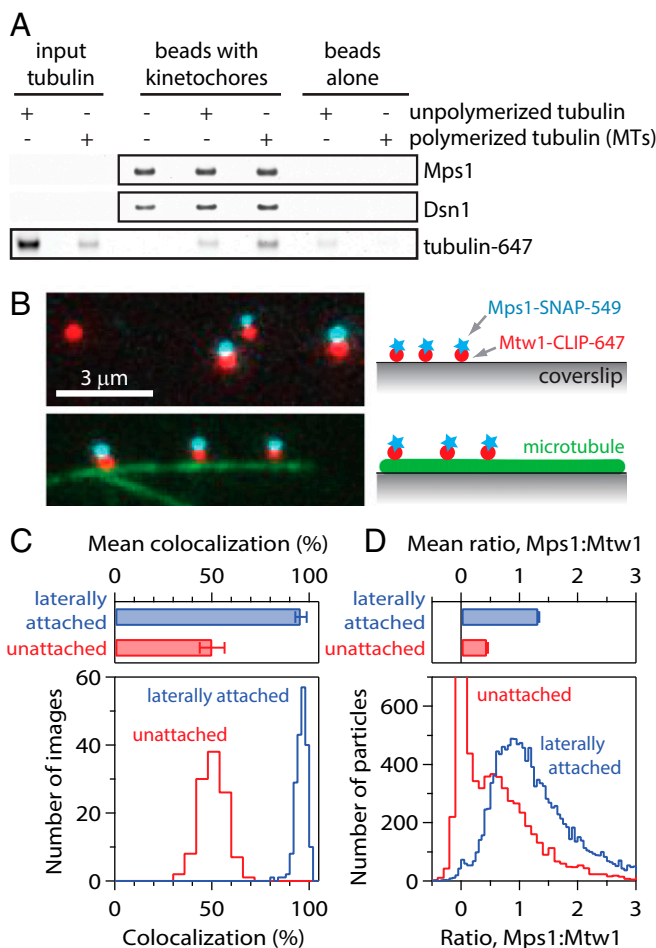 A
input tubulin
beads with kinetochores
beads alone
+ - - + - + - unpolymerized tubulin
- + - - + - + polymerized tubulin (MTs)
Mps1
Dsn1
tubulin-647
B
3 μm
Mps1-SNAP-549
Mtw1-CLIP-647
coverslip
microtubule
C
Mean colocalization (%)
0 50 100
laterally attached
unattached
60
40
20
0
Number of images
laterally attached
unattached
0 50 100
Colocalization (%)
D
Mean ratio, Mps1:Mtw1
0 1 2 3
laterally attached
unattached
600
400
200
0
Number of particles
unattached
laterally attached
0 1 2 3
Ratio, Mps1:Mtw1